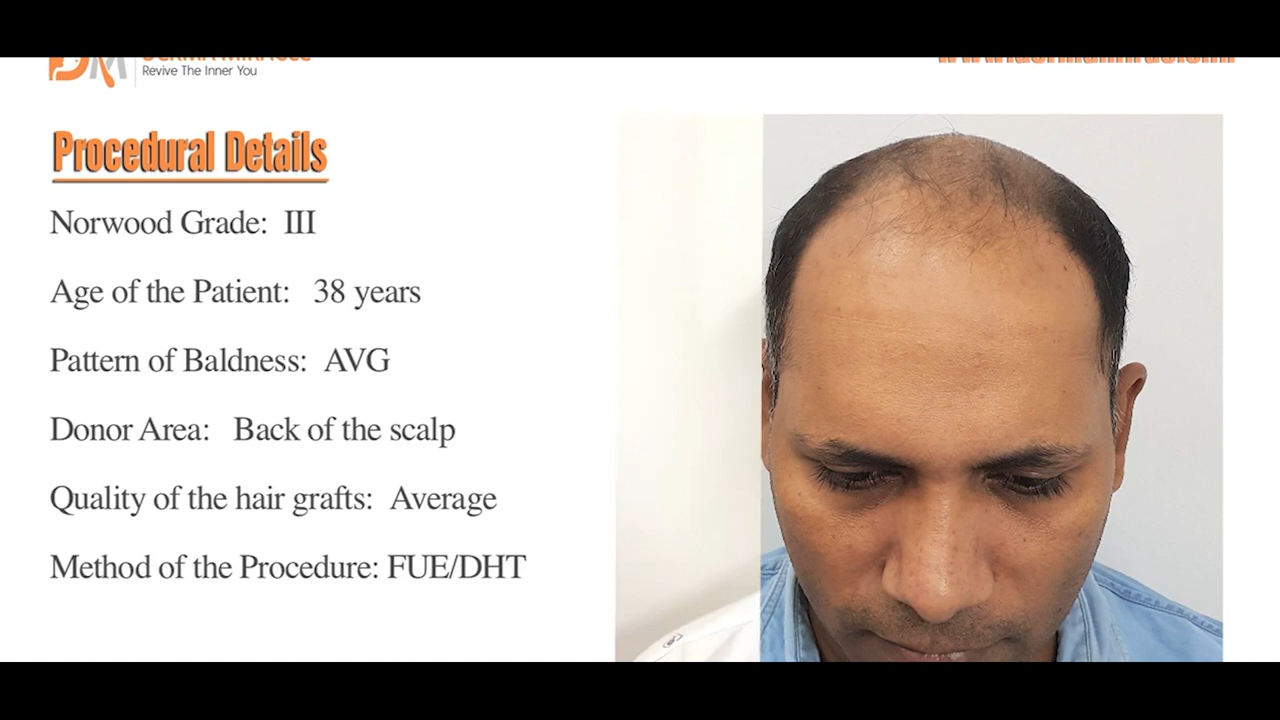 Revive The Inner You
Procedural Details
Norwood Grade: III
Age of the Patient: 38 years
Pattern of Baldness: AVG
Donor Area: Back of the scalp
Quality of the hair grafts: Average
Method of the Procedure: FUE/DHT